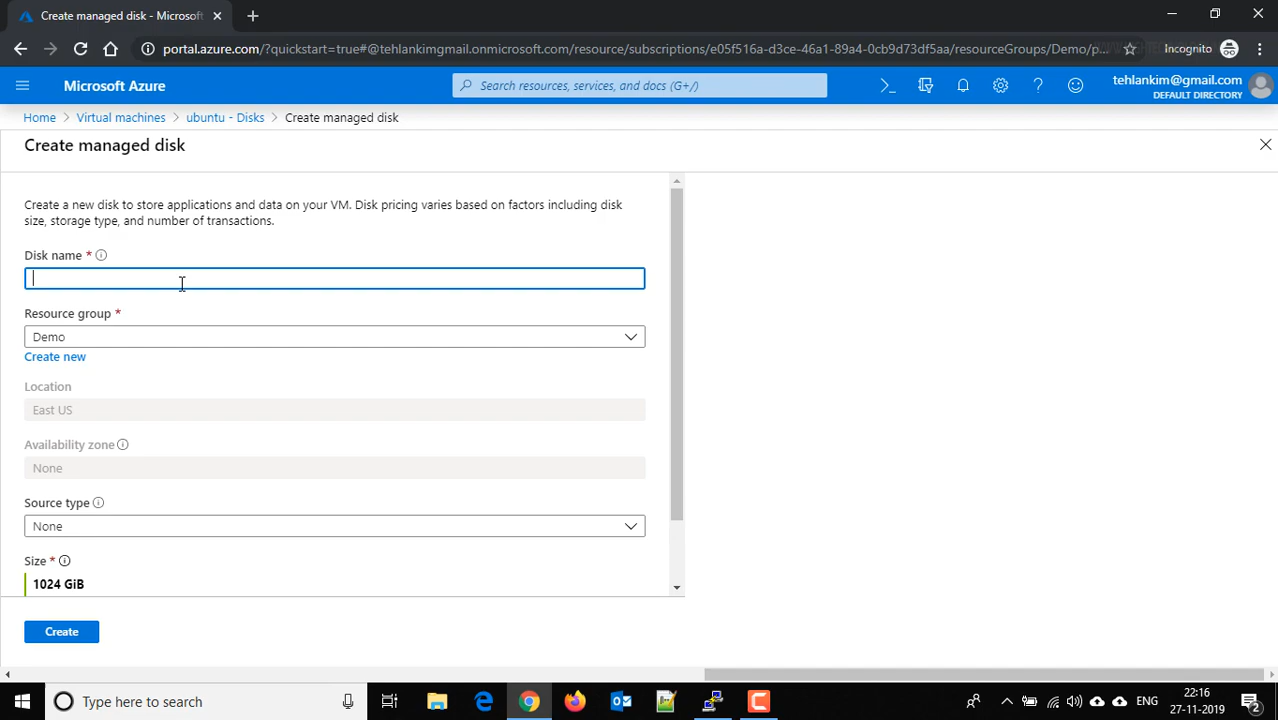 Create managed disk - Microsoft
portal.azure.com/?quickstart=true#@tehlankimgmail.onmicrosoft.com/resource/subscriptions/e05f516a-d3ce-46a1-89a4-0cb9d73df5aa/resourceGroups/Demo/p...
Incognito
Microsoft Azure
Search resources, services, and docs (G+/)
tehlankim@gmail.com
DEFAULT DIRECTORY
Home > Virtual machines > ubuntu - Disks > Create managed disk
Create managed disk
Create a new disk to store applications and data on your VM. Disk pricing varies based on factors including disk
size, storage type, and number of transactions.
Disk name *
Resource group *
Demo
Create new
Location
East US
Availability zone
None
Source type
None
Size *
1024 GiB
Create
Type here to search
ENG
22:16
27-11-2019
2